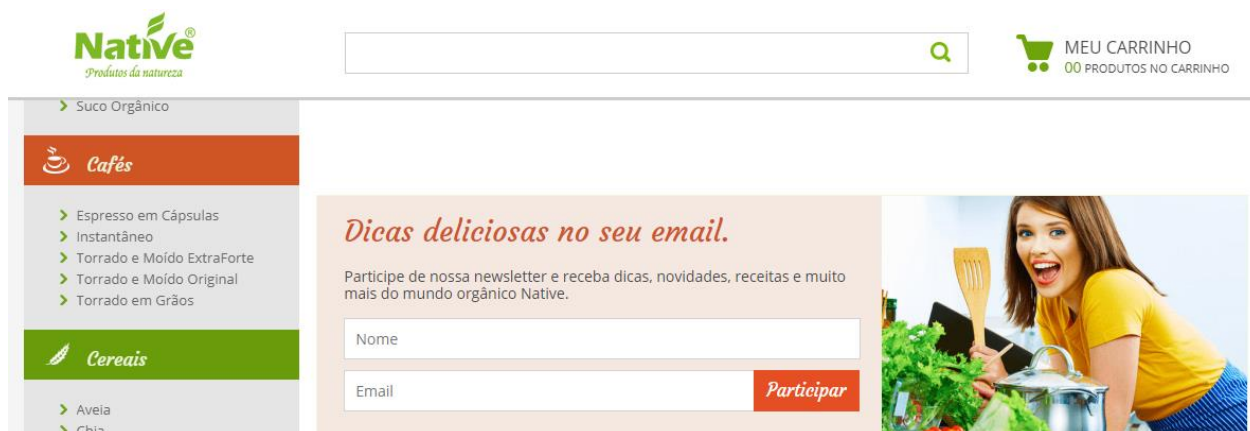 Native®
Produtos da natureza
MEU CARRINHO
00 PRODUTOS NO CARRINHO
Suco Orgânico
Cafés
Espresso em Cápsulas
Instantâneo
Torrado e Moído ExtraForte
Torrado e Moído Original
Torrado em Grãos
Cereais
Aveia
Chia
Dicas deliciosas no seu email.
Participe de nossa newsletter e receba dicas, novidades, receitas e muito
mais do mundo orgânico Native.
Nome
Email
Participar